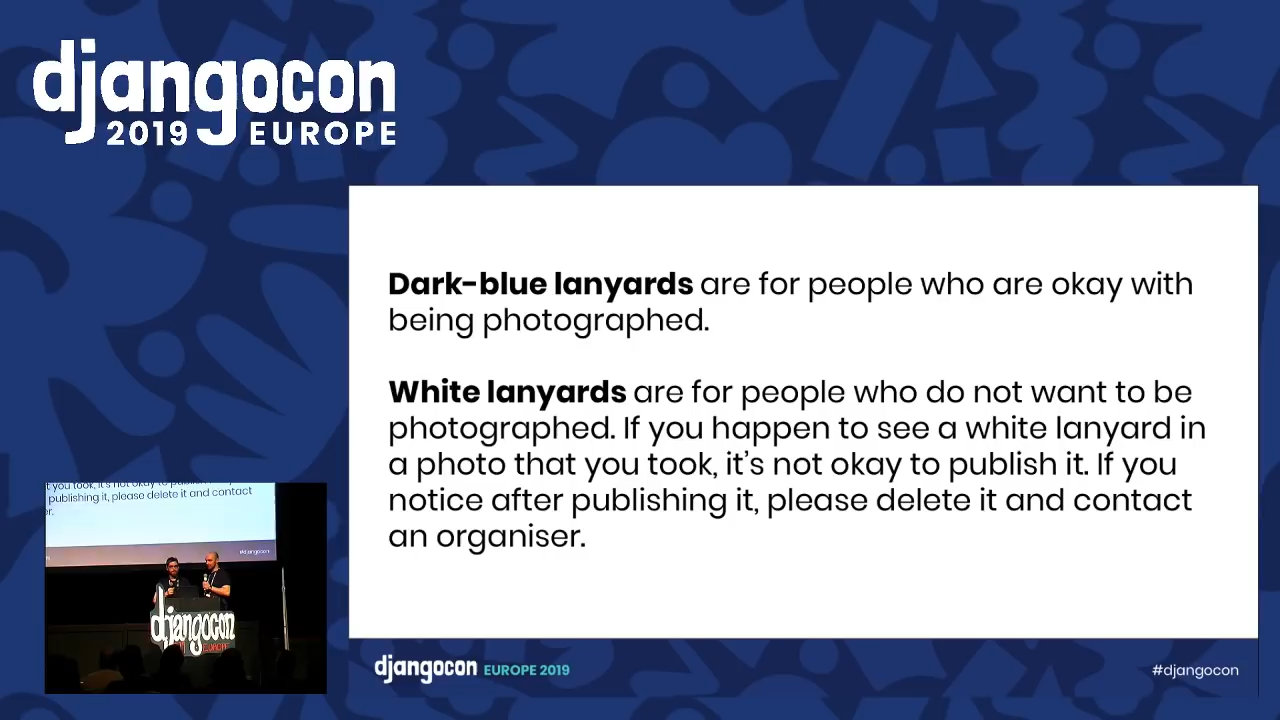 djangocon
2019 EUROPE
Dark-blue lanyards are for people who are okay with
being photographed.
White lanyards are for people who do not want to be
photographed. If you happen to see a white lanyard in
a photo that you took, it’s not okay to publish it. If you
notice after publishing it, please delete it and contact
an organiser.
publishing it, please delete it and contact
#djangocon
djangocon
EUROPE
djangocon EUROPE 2019
#djangocon